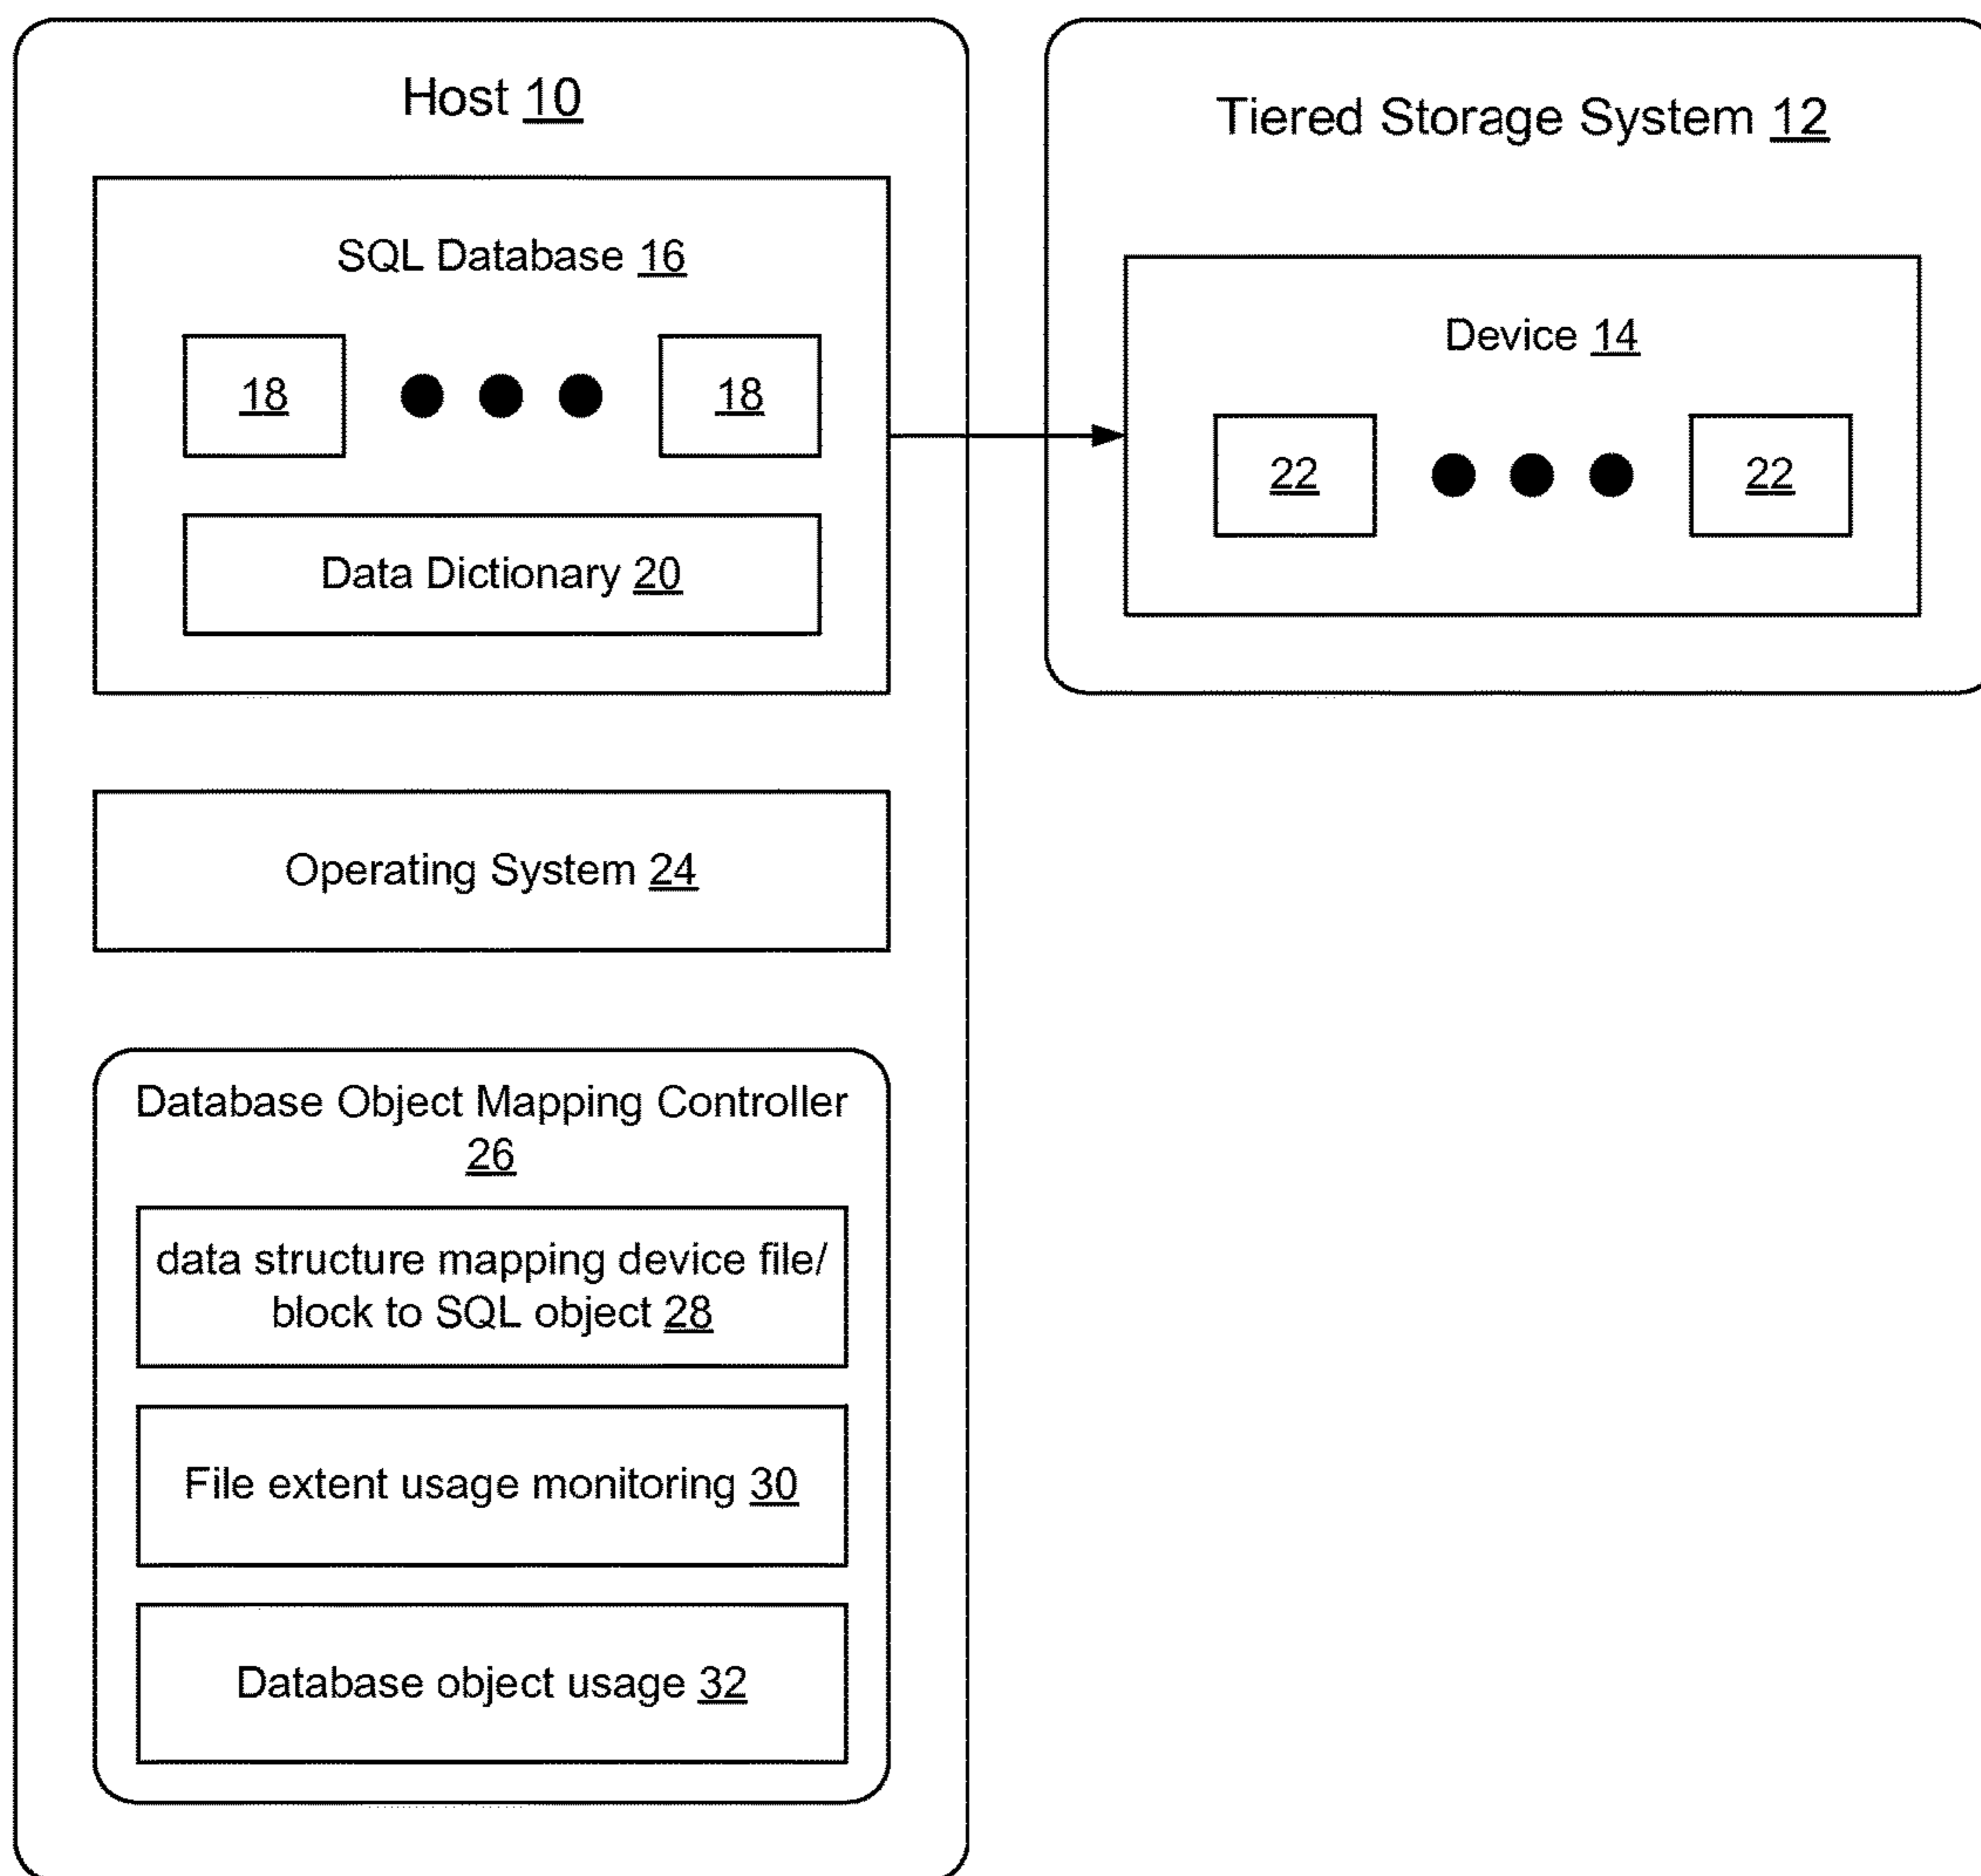 Host 10
SQL Database 16
18
18
Data Dictionary 20
Operating System 24
Database Object Mapping Controller
26
data structure mapping device file/
block to SQL object 28
File extent usage monitoring 30
Database object usage 32
Tiered Storage System 12
Device 14
22
22